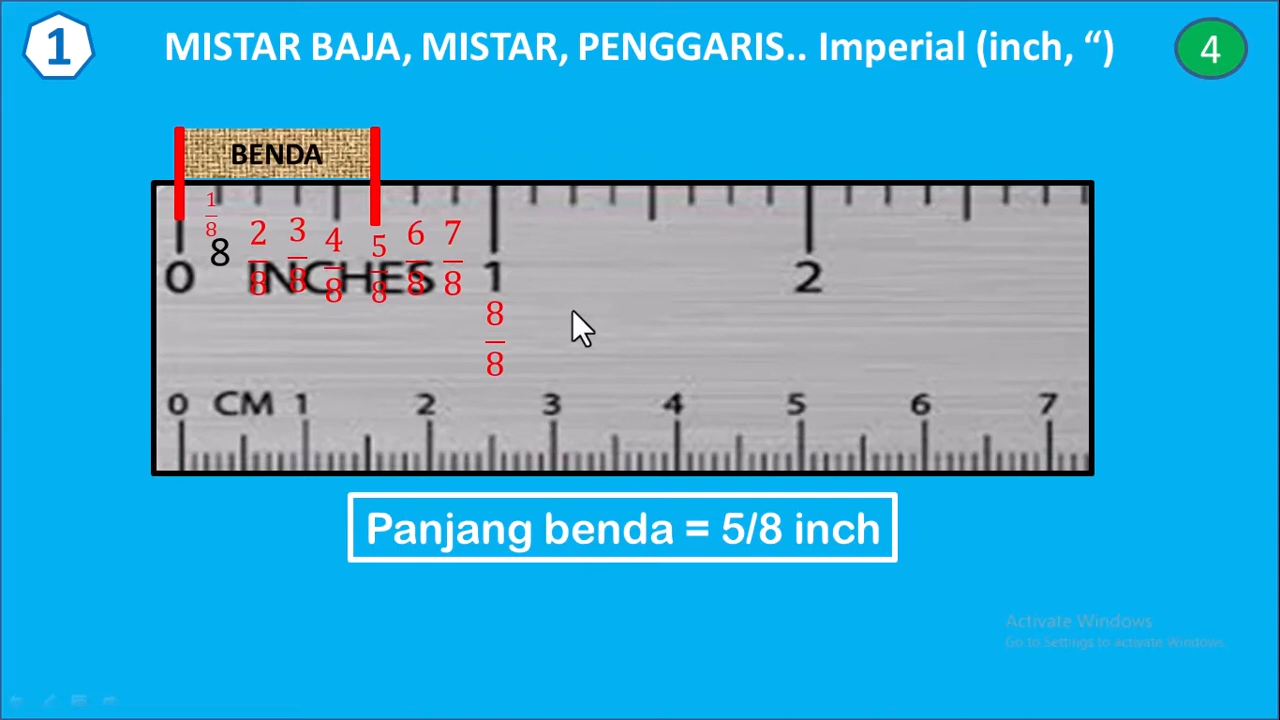 1
MISTAR BAJA, MISTAR, PENGGARIS.. Imperial (inch, “)
4
BENDA
1/8 2/8 3/8 4/8 5/8 6/8 7/8
8
0 INCHES 1 2
8/8
0 CM 1 2 3 4 5 6 7
Panjang benda = 5/8 inch
Activate Windows
Go to Settings to activate Windows.